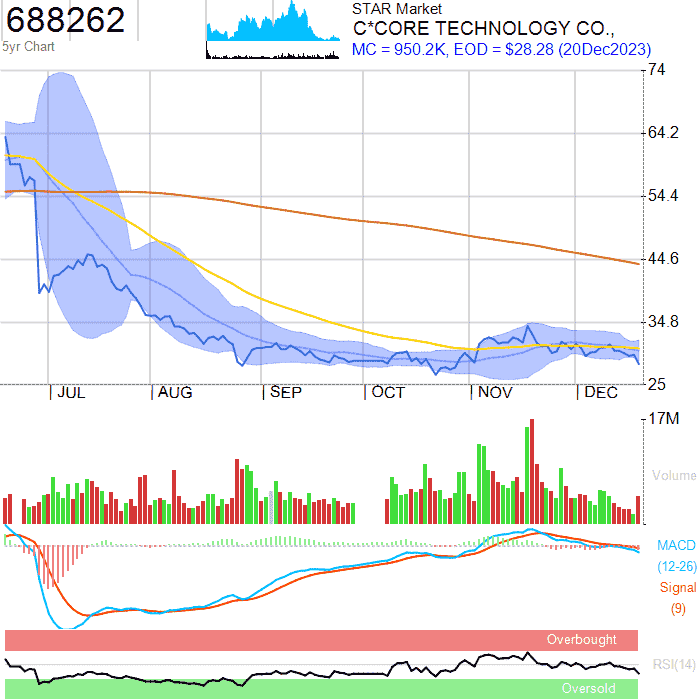 688262
5yr Chart
STAR Market
C*CORE TECHNOLOGY CO.,
MC = 950.2K, EOD = $28.28 (20Dec2023)
74
64.2
54.4
44.6
34.8
25
JUL AUG SEP OCT NOV DEC
17M
Volume
MACD
(12-26)
Signal
(9)
Overbought
RSI(14)
Oversold